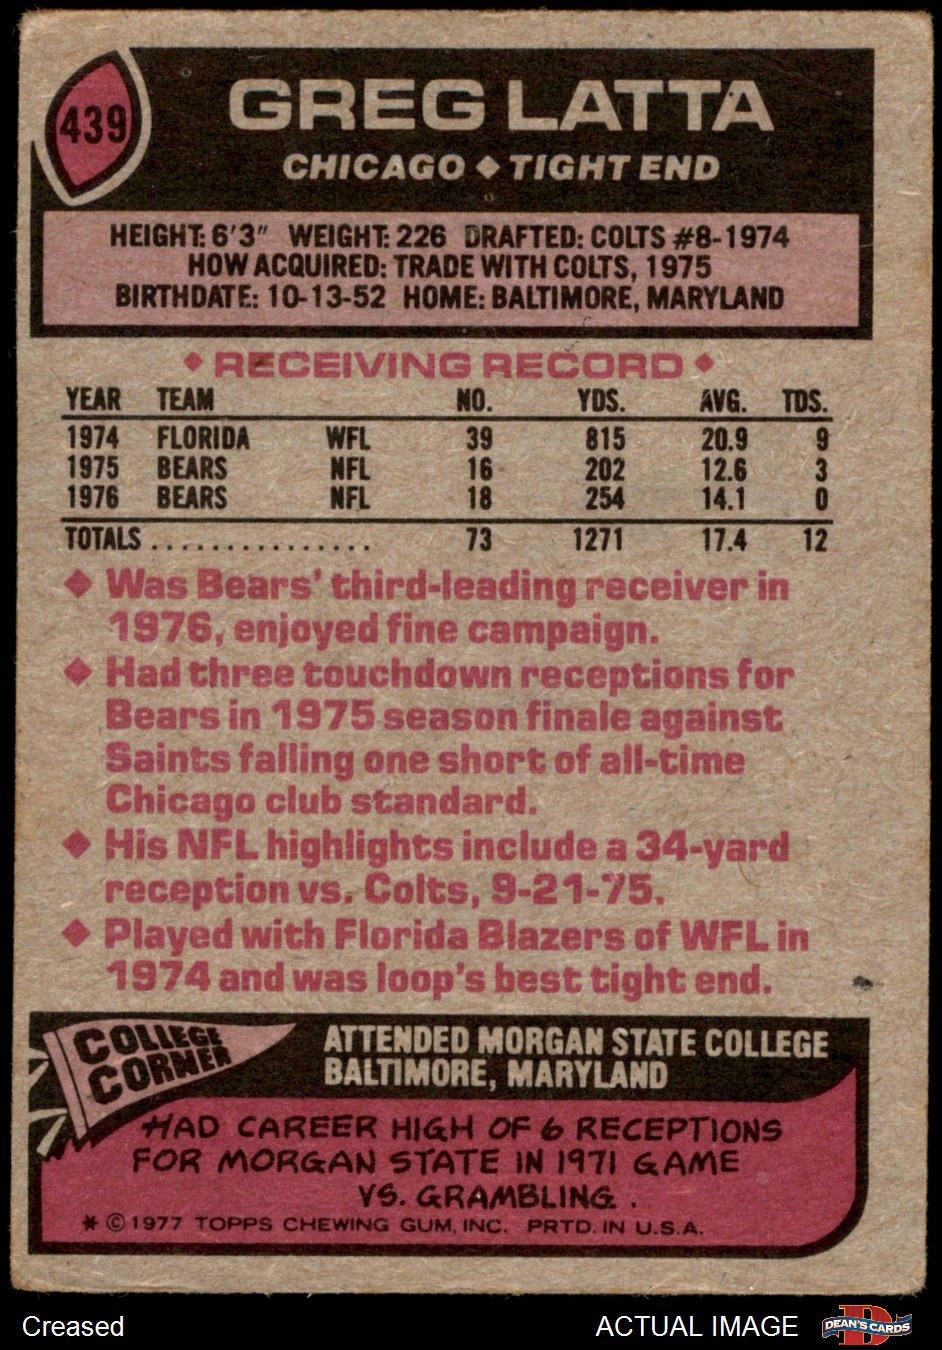 439
GREG LATTA
CHICAGO ◆ TIGHT END
HEIGHT: 6'3" WEIGHT: 226 DRAFTED: COLTS #8-1974
HOW ACQUIRED: TRADE WITH COLTS, 1975
BIRTHDATE: 10-13-52 HOME: BALTIMORE, MARYLAND
◆ RECEIVING RECORD ◆
YEAR TEAM NO. YDS. AVG. TDS.
1974 FLORIDA WFL 39 815 20.9 9
1975 BEARS NFL 16 202 12.6 3
1976 BEARS NFL 18 254 14.1 0
TOTALS ............... 73 1271 17.4 12
◆ Was Bears' third-leading receiver in
1976, enjoyed fine campaign.
◆ Had three touchdown receptions for
Bears in 1975 season finale against
Saints falling one short of all-time
Chicago club standard.
◆ His NFL highlights include a 34-yard
reception vs. Colts, 9-21-75.
◆ Played with Florida Blazers of WFL in
1974 and was loop's best tight end.
COLLEGE
CORNER
ATTENDED MORGAN STATE COLLEGE
BALTIMORE, MARYLAND
HAD CAREER HIGH OF 6 RECEPTIONS
FOR MORGAN STATE IN 1971 GAME
VS. GRAMBLING.
* © 1977 TOPPS CHEWING GUM, INC. PRTD. IN U.S.A.
Creased
ACTUAL IMAGE
D
DEAN'S CARDS